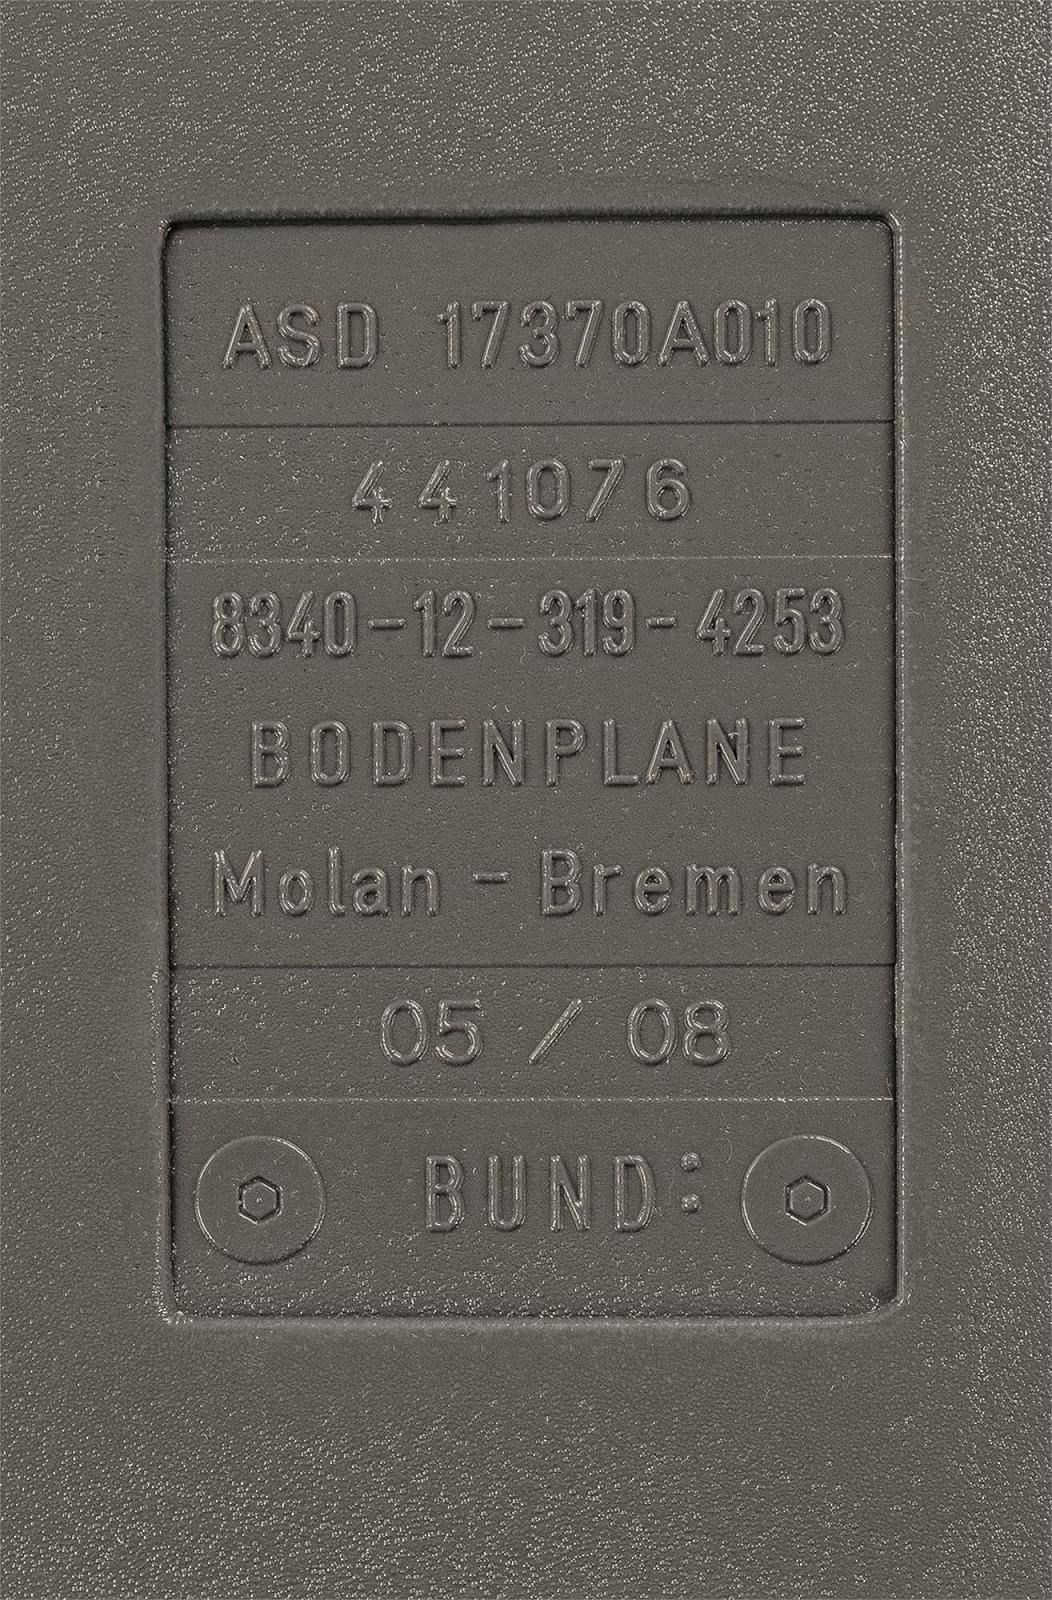 ASD 17370A010
441076
8340-12-319-4253
BODENPLANE
Molan - Bremen
05 / 08
BUND: